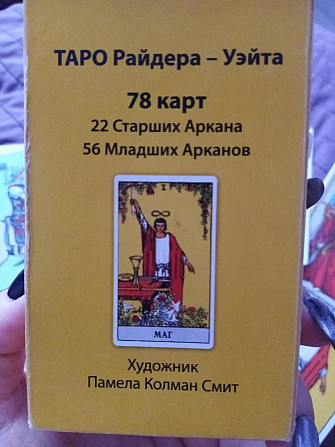 ТАРО Райдера – Уэйта
78 карт
22 Старших Аркана
56 Младших Арканов
I
МАГ
Художник
Памела Колман Смит